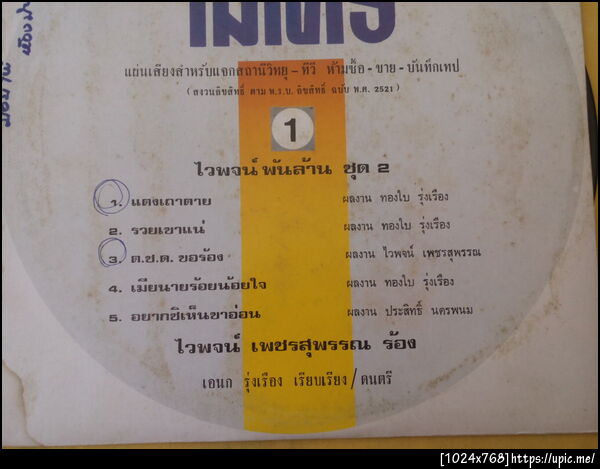 ไมโคร
แผ่นเสียงสำหรับแจกสถานีวิทยุ - ทีวี ห้ามซื้อ - ขาย - บันทึกเทป
( สงวนลิขสิทธิ์ ตาม พ.ร.บ. ลิขสิทธิ์ ฉบับ พ.ศ. 2521 )
1
ไวพจน์ พันล้าน ชุด 2
1. แตงเถาตาย ผลงาน ทองใบ รุ่งเรือง
2. รวยเขาแน่ ผลงาน ทองใบ รุ่งเรือง
3. ต.ช.ด. ขอร้อง ผลงาน ไวพจน์ เพชรสุพรรณ
4. เมียนายร้อยน้อยใจ ผลงาน ทองใบ รุ่งเรือง
5. อยากซิเห็นขาอ่อน ผลงาน ประสิทธิ์ นครพนม
ไวพจน์ เพชรสุพรรณ ร้อง
เอนก รุ่งเรือง เรียบเรียง/ดนตรี
[1024x768]https://upic.me/